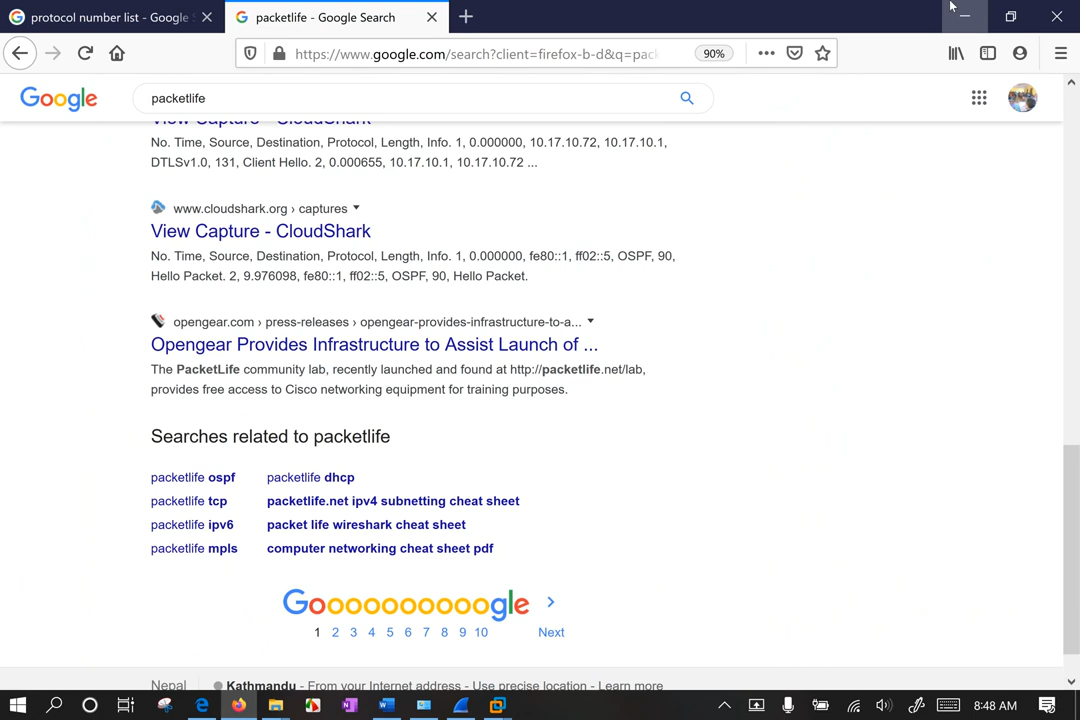 protocol number list - Google S
packetlife - Google Search
https://www.google.com/search?client=firefox-b-d&q=pac
90%
Google
packetlife
View Capture - CloudShark
No. Time, Source, Destination, Protocol, Length, Info. 1, 0.000000, 10.17.10.72, 10.17.10.1,
DTLSv1.0, 131, Client Hello. 2, 0.000655, 10.17.10.1, 10.17.10.72 ...
www.cloudshark.org › captures
View Capture - CloudShark
No. Time, Source, Destination, Protocol, Length, Info. 1, 0.000000, fe80::1, ff02::5, OSPF, 90,
Hello Packet. 2, 9.976098, fe80::1, ff02::5, OSPF, 90, Hello Packet.
opengear.com › press-releases › opengear-provides-infrastructure-to-a...
Opengear Provides Infrastructure to Assist Launch of ...
The PacketLife community lab, recently launched and found at http://packetlife.net/lab,
provides free access to Cisco networking equipment for training purposes.
Searches related to packetlife
packetlife ospf packetlife dhcp
packetlife tcp packetlife.net ipv4 subnetting cheat sheet
packetlife ipv6 packet life wireshark cheat sheet
packetlife mpls computer networking cheat sheet pdf
Goooooooooogle
1 2 3 4 5 6 7 8 9 10 Next
Nepal Kathmandu - From your Internet address - Use precise location - Learn more
8:48 AM